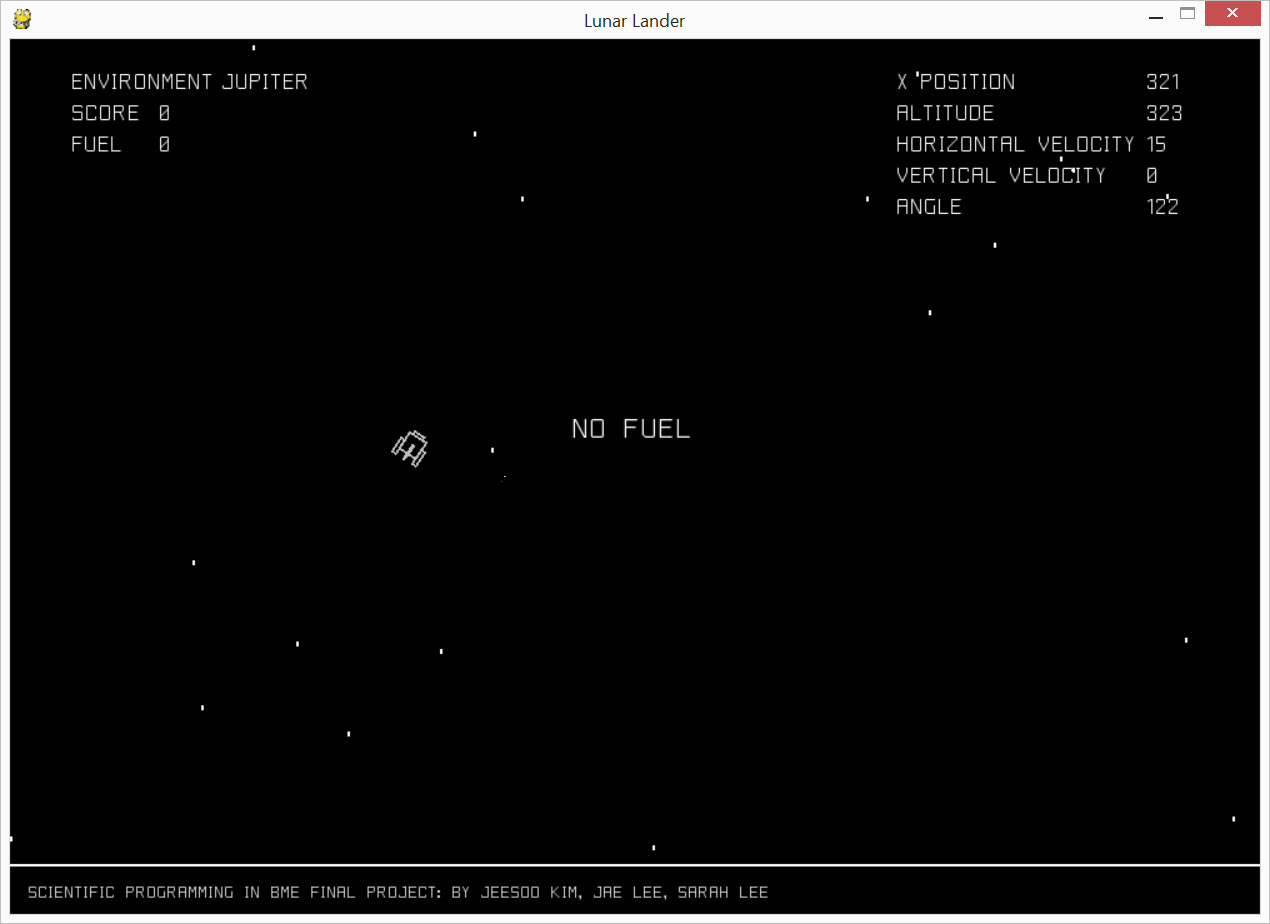 Lunar Lander
ENVIRONMENT JUPITER
SCORE 0
FUEL 0
X POSITION 321
ALTITUDE 323
HORIZONTAL VELOCITY 15
VERTICAL VELOCITY 0
ANGLE 122
NO FUEL
SCIENTIFIC PROGRAMMING IN BME FINAL PROJECT: BY JEESOO KIM, JAE LEE, SARAH LEE